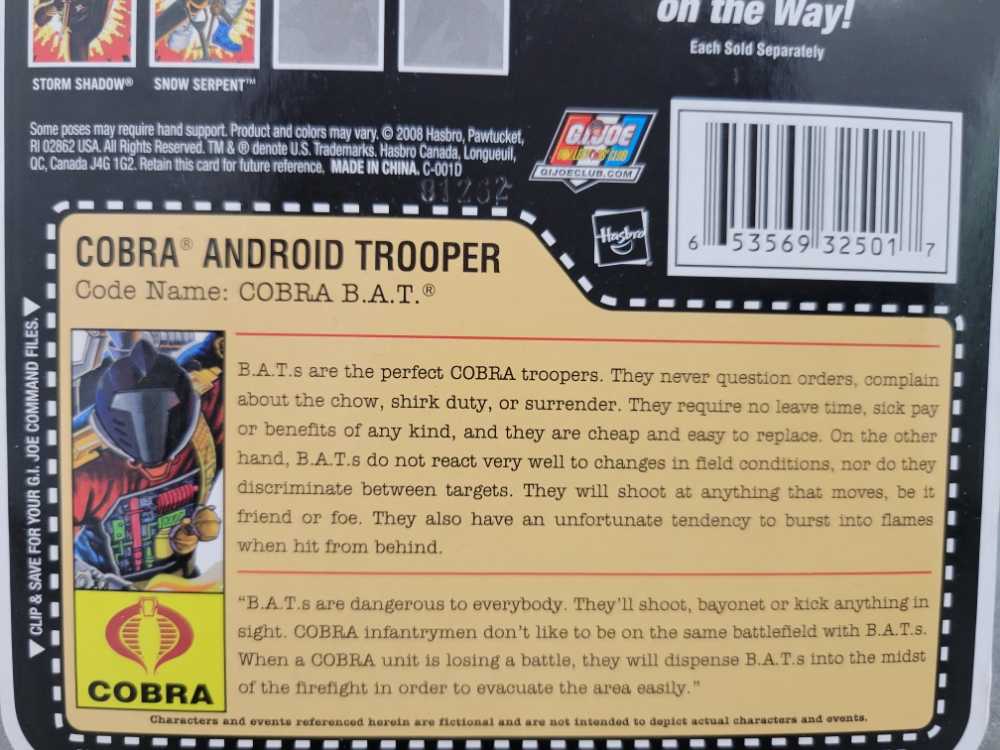 on the Way!
Each Sold Separately
STORM SHADOW®
SNOW SERPENT™
Some poses may require hand support. Product and colors may vary. © 2008 Hasbro, Pawtucket,
RI 02862 USA. All Rights Reserved. TM & ® denote U.S. Trademarks. Hasbro Canada, Longueuil,
QC, Canada J4G 1G2. Retain this card for future reference. MADE IN CHINA. C-001D
81262
G.I. JOE
COLLECTORS' CLUB
GIJOECLUB.COM
Hasbro
6 53569 32501 7
COBRA® ANDROID TROOPER
Code Name: COBRA B.A.T.®
CLIP & SAVE FOR YOUR G.I. JOE COMMAND FILES.
B.A.T.s are the perfect COBRA troopers. They never question orders, complain
about the chow, shirk duty, or surrender. They require no leave time, sick pay
or benefits of any kind, and they are cheap and easy to replace. On the other
hand, B.A.T.s do not react very well to changes in field conditions, nor do they
discriminate between targets. They will shoot at anything that moves, be it
friend or foe. They also have an unfortunate tendency to burst into flames
when hit from behind.
"B.A.T.s are dangerous to everybody. They'll shoot, bayonet or kick anything in
sight. COBRA infantrymen don't like to be on the same battlefield with B.A.T.s.
When a COBRA unit is losing a battle, they will dispense B.A.T.s into the midst
of the firefight in order to evacuate the area easily."
COBRA
Characters and events referenced herein are fictional and are not intended to depict actual characters and events.